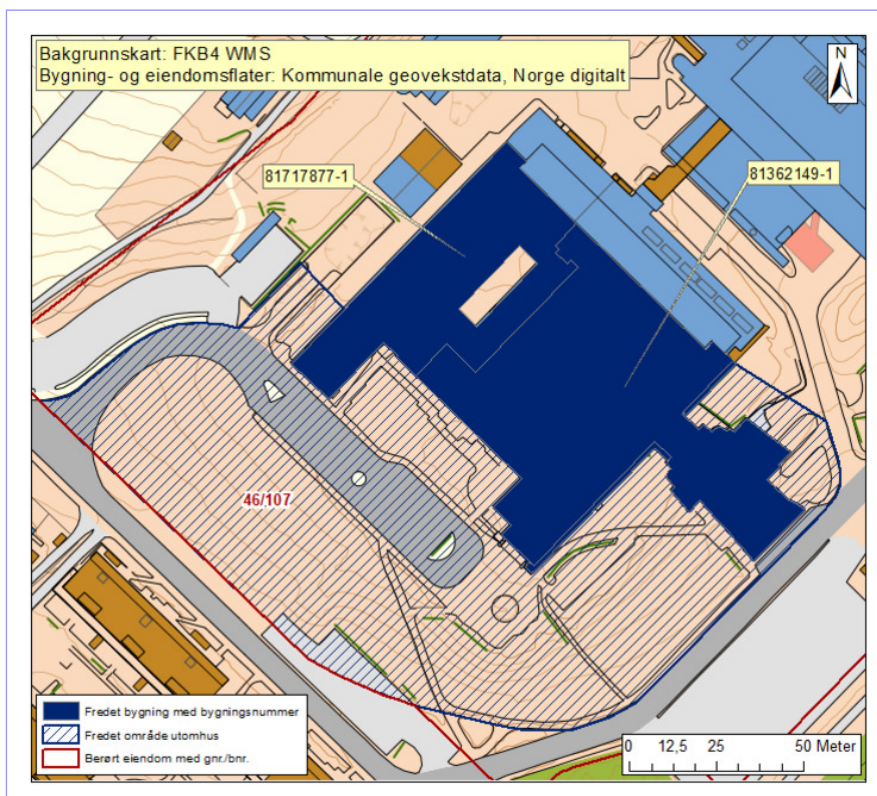 Bakgrunnskart: FKB4 WMS
Bygning- og eiendomsflater: Kommunale geovekstdata, Norge digitalt
N
81717877-1
81362149-1
46/107
Fredet bygning med bygningsnummer
Fredet område utomhus
Berørt eiendom med gnr./bnr.
0 12,5 25 50 Meter